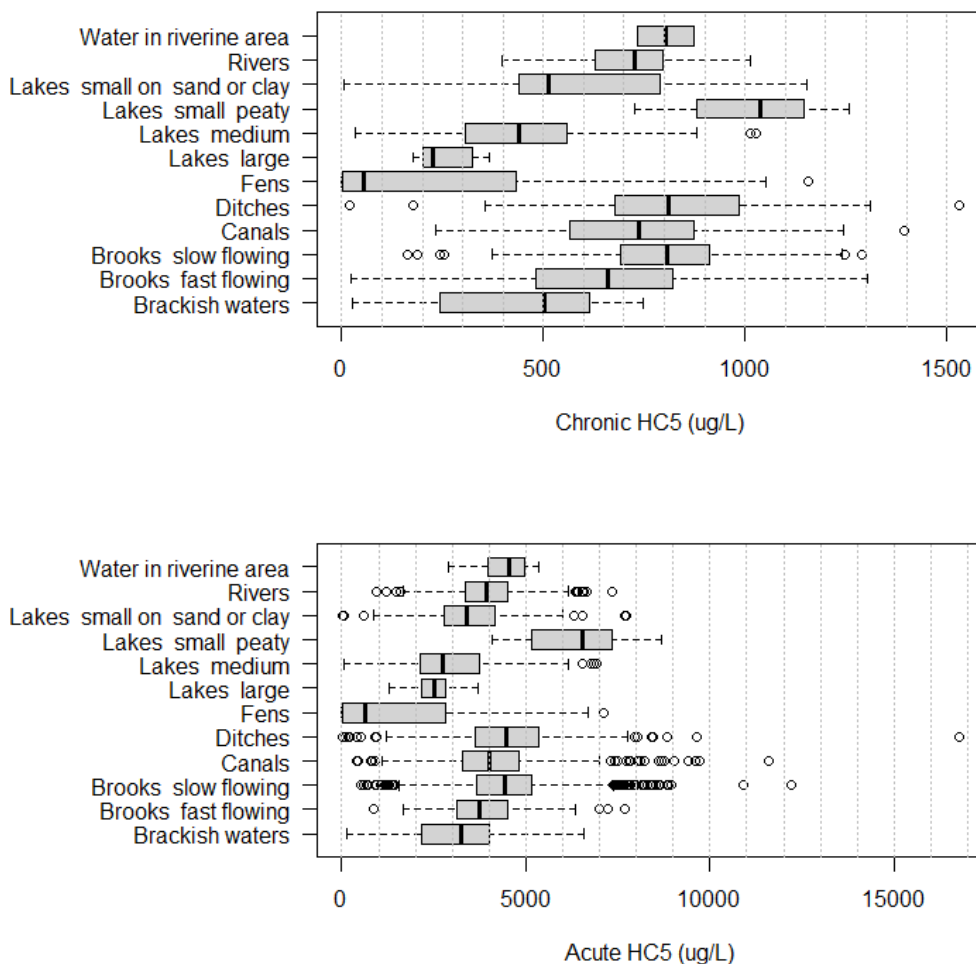 Water in riverine area
Rivers
Lakes  small on  sand or clay
Lakes  small peaty
Lakes  medium
Lakes  large
Fens
Ditches
Canals
Brooks  slow flowing
Brooks  fast flowing
Brackish waters
0 500 1000 1500
Chronic HC5 (ug/L)
Water in riverine area
Rivers
Lakes  small on  sand or clay
Lakes  small peaty
Lakes  medium
Lakes  large
Fens
Ditches
Canals
Brooks  slow flowing
Brooks  fast flowing
Brackish waters
0 5000 10000 15000
Acute HC5 (ug/L)